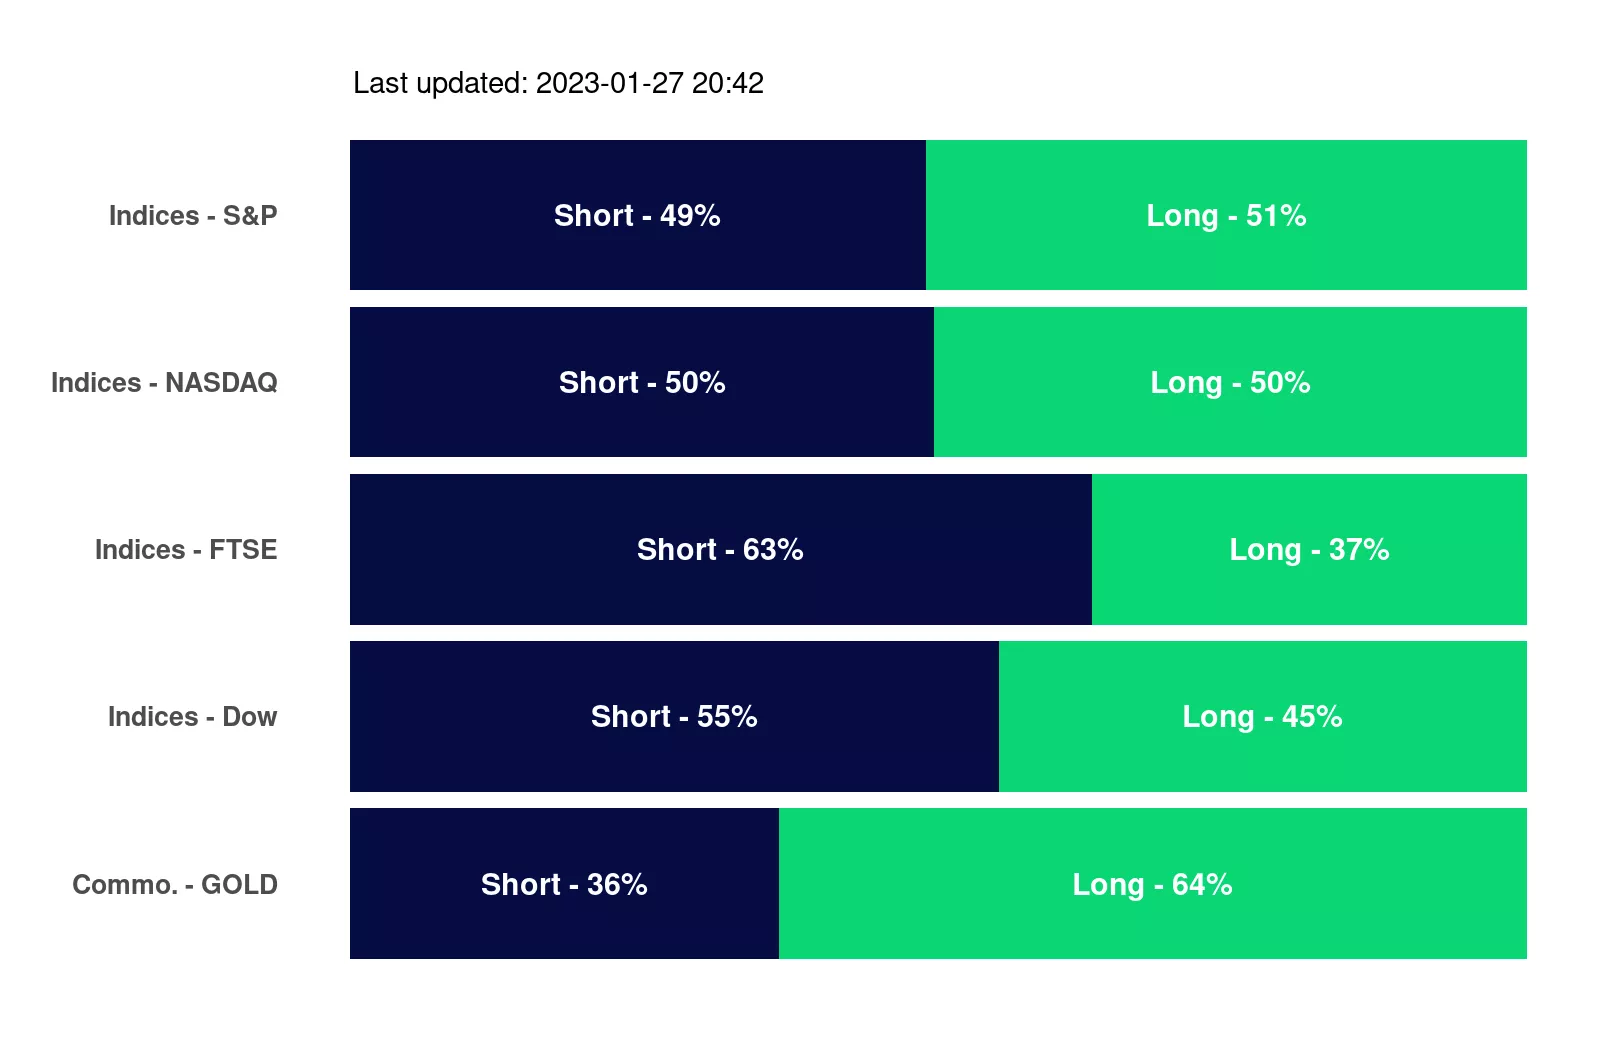 Last updated: 2023-01-27 20:42
Indices - S&P Short - 49% Long - 51%
Indices - NASDAQ Short - 50% Long - 50%
Indices - FTSE Short - 63% Long - 37%
Indices - Dow Short - 55% Long - 45%
Commo. - GOLD Short - 36% Long - 64%